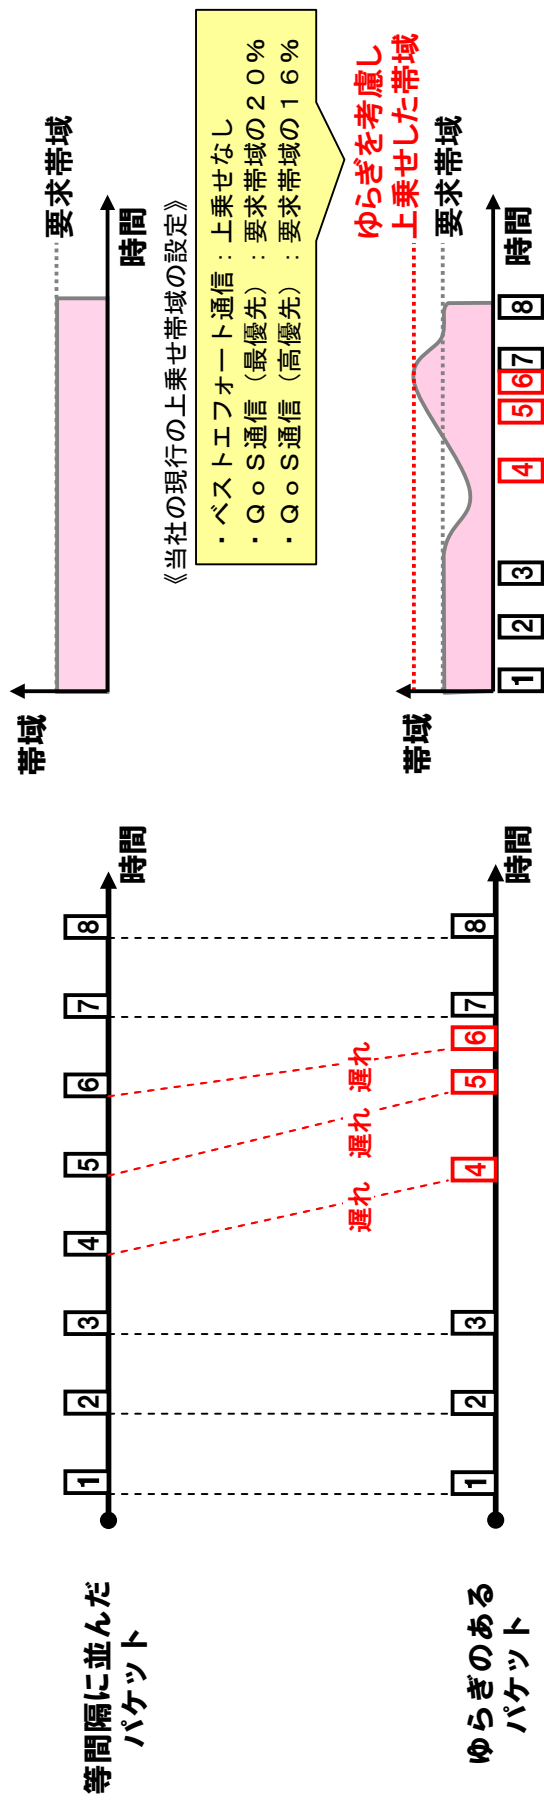 等間隔に並んだ
パケット
1 2 3 4 5 6 7 8
時間
帯域
要求帯域
時間
《当社の現行の上乗せ帯域の設定》
・ベストエフォート通信：上乗せなし
・ＱｏＳ通信（最優先）：要求帯域の２０％
・ＱｏＳ通信（高優先）：要求帯域の１６％
遅れ 遅れ 遅れ
ゆらぎのある
パケット
1 2 3 4 5 6 7 8
時間
帯域
ゆらぎを考慮し
上乗せした帯域
要求帯域
時間
1 2 3 4 5 6 7 8